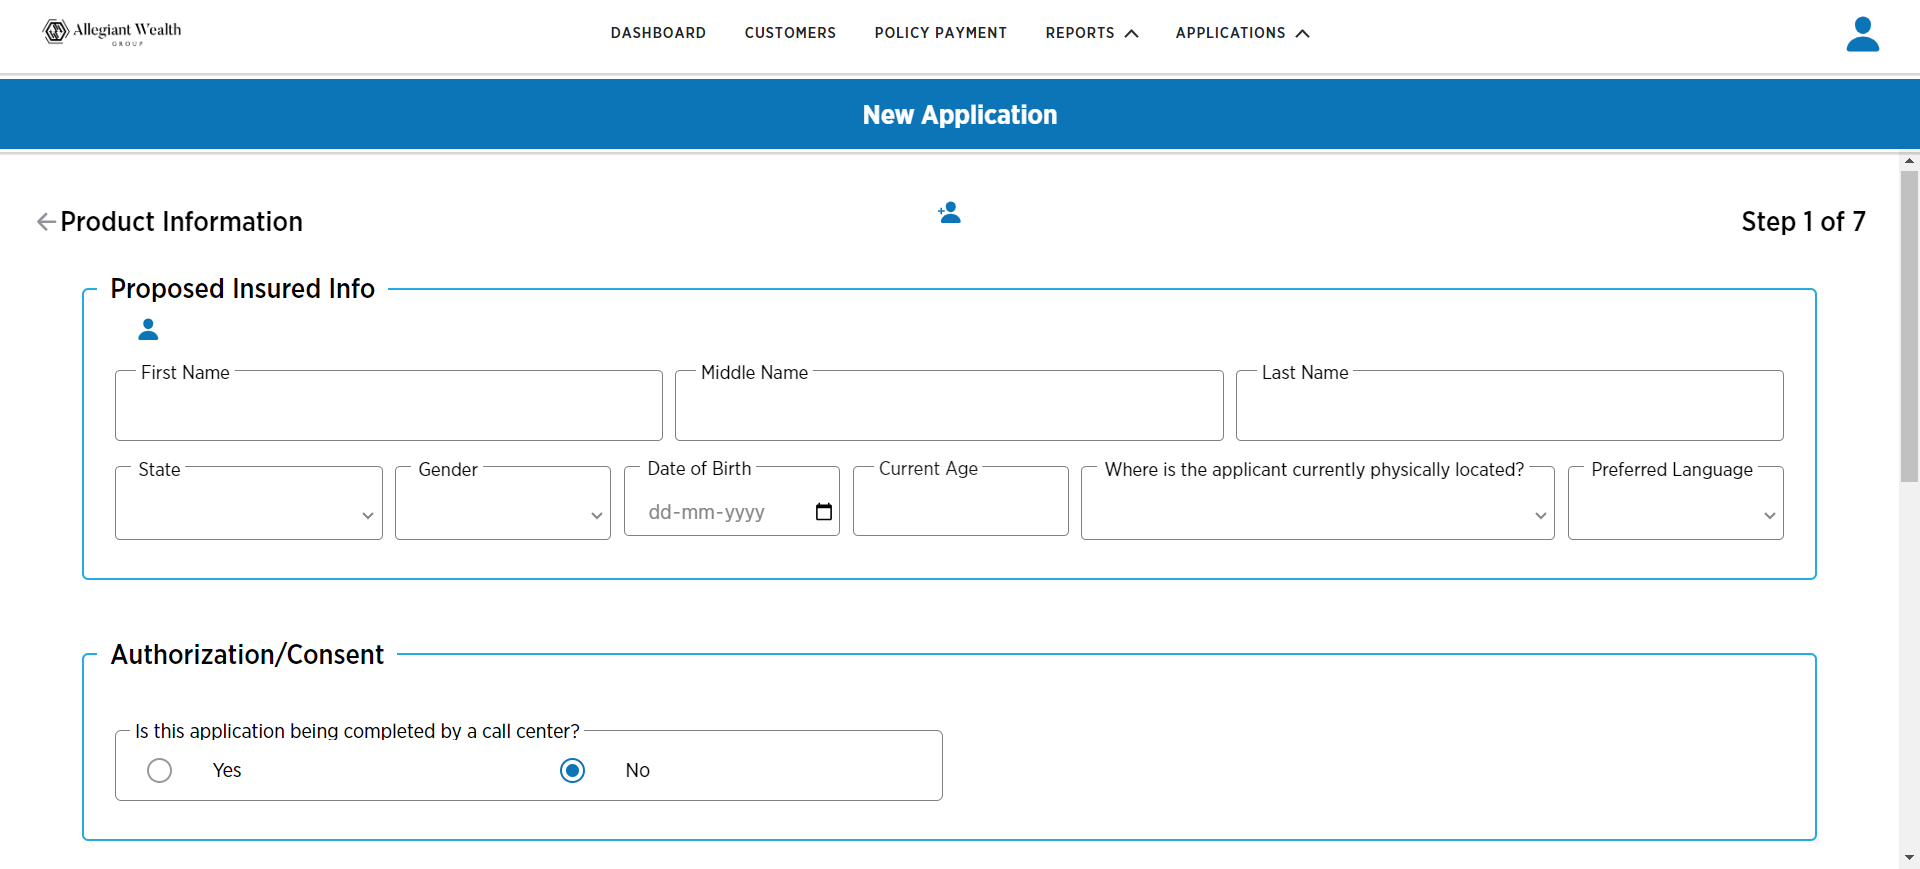 Allegiant Wealth
GROUP
DASHBOARD CUSTOMERS POLICY PAYMENT REPORTS APPLICATIONS
New Application
Product Information
Step 1 of 7
Proposed Insured Info
First Name Middle Name Last Name
State Gender Date of Birth Current Age Where is the applicant currently physically located? Preferred Language
dd-mm-yyyy
Authorization/Consent
Is this application being completed by a call center?
Yes No